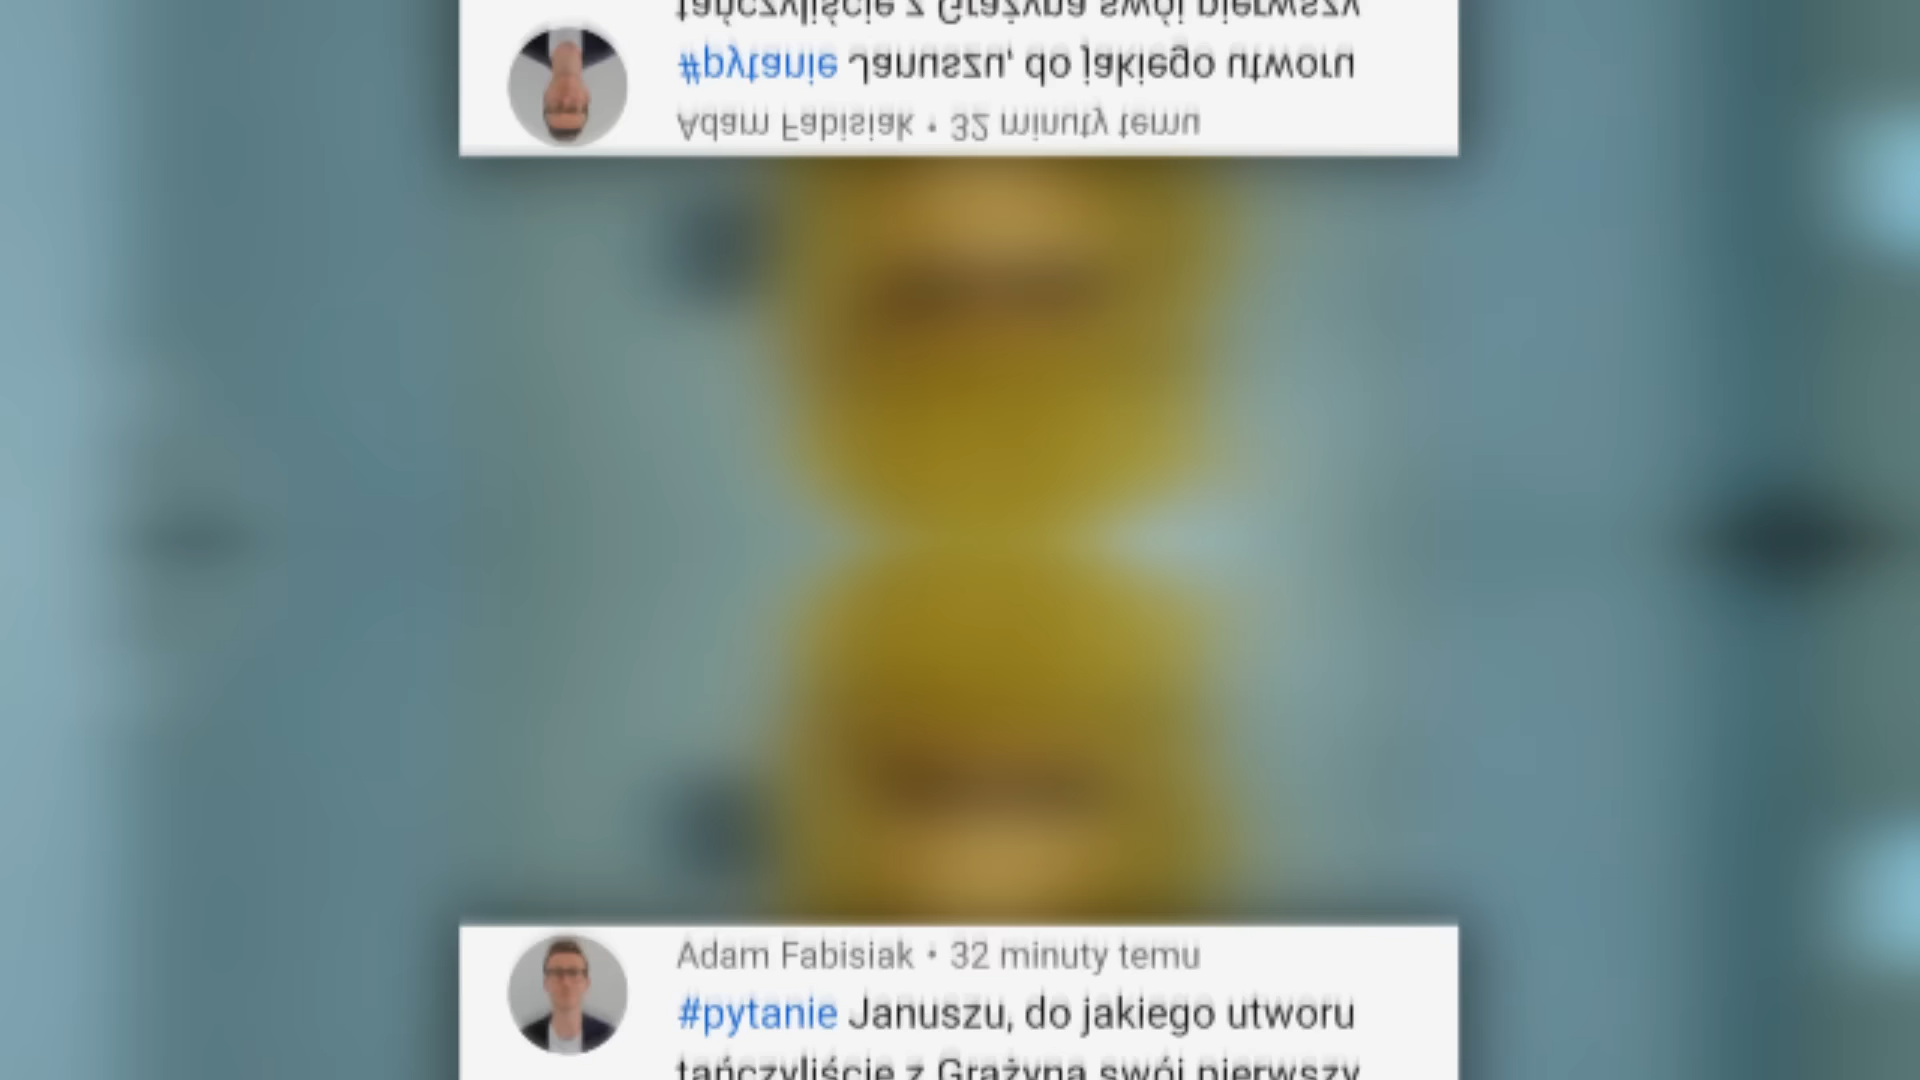 tańczyliście z Grażyną swój pierwszy
#pytanie Januszu, do jakiego utworu
Adam Fabisiak • 32 minuty temu
Adam Fabisiak • 32 minuty temu
#pytanie Januszu, do jakiego utworu
tańczyliście z Grażyną swój pierwszy